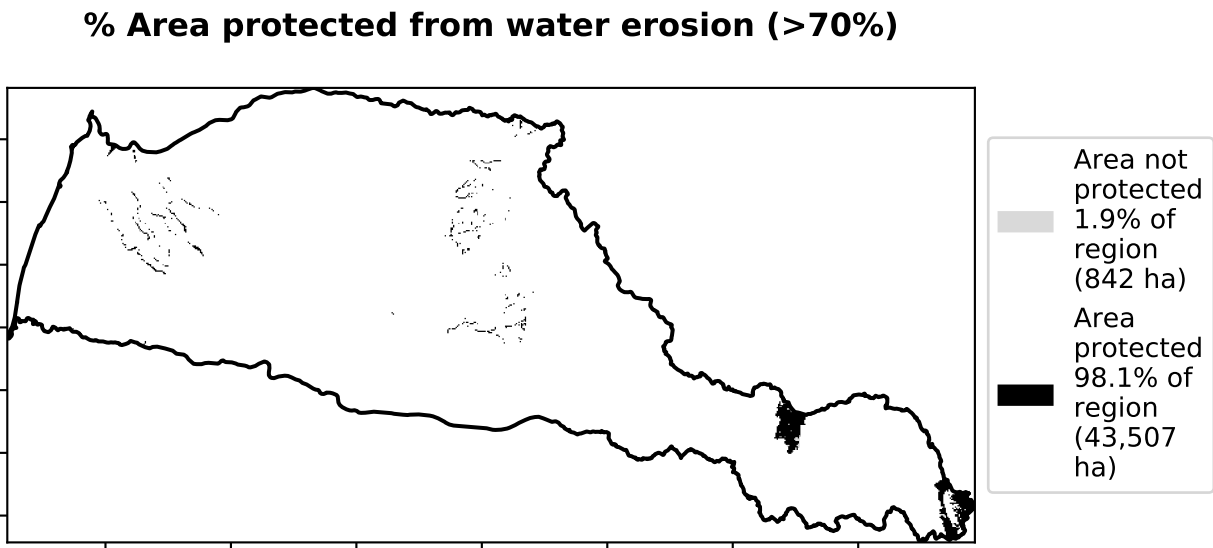 % Area protected from water erosion (>70%)
Area not
protected
1.9% of
region
(842 ha)
Area
protected
98.1% of
region
(43,507
ha)